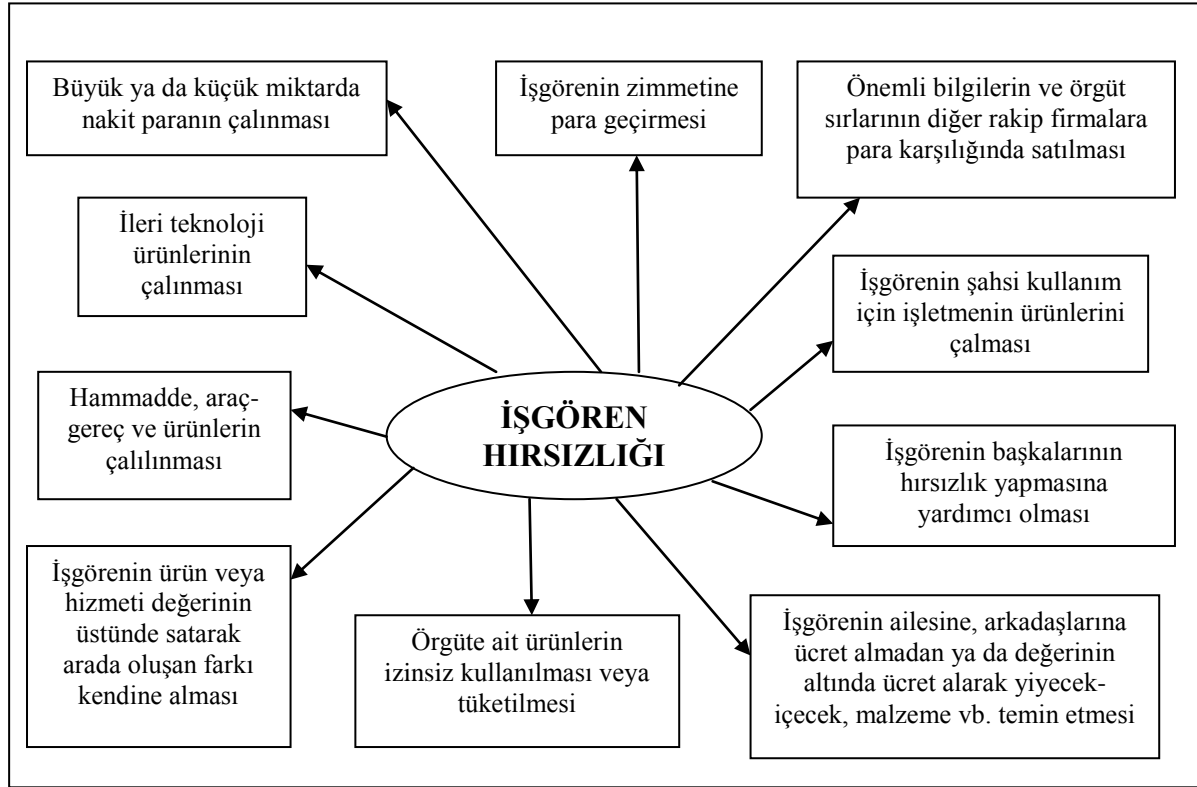 Büyük ya da küçük miktarda
nakit paranın çalınması
İşgörenin zimmetine
para geçirmesi
Önemli bilgilerin ve örgüt
sırlarının diğer rakip firmalara
para karşılığında satılması
İleri teknoloji
ürünlerinin
çalınması
İşgörenin şahsi kullanım
için işletmenin ürünlerini
çalması
Hammadde, araç-
gereç ve ürünlerin
çalılınması
İŞGÖREN
HIRSIZLIĞI
İşgörenin başkalarının
hırsızlık yapmasına
yardımcı olması
İşgörenin ürün veya
hizmeti değerinin
üstünde satarak
arada oluşan farkı
kendine alması
Örgüte ait ürünlerin
izinsiz kullanılması veya
tüketilmesi
İşgörenin ailesine, arkadaşlarına
ücret almadan ya da değerinin
altında ücret alarak yiyecek-
içecek, malzeme vb. temin etmesi